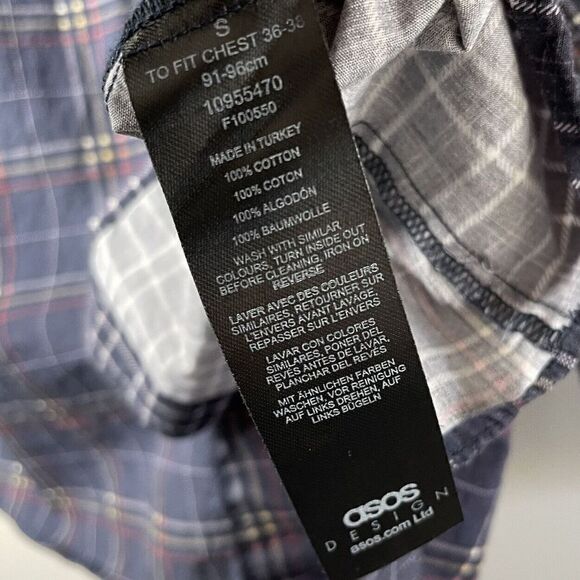 S
TO FIT CHEST 36-38
91-96cm
10955470
F100550
MADE IN TURKEY
100% COTTON
100% COTON
100% ALGODÓN
100% BAUMWOLLE
WASH WITH SIMILAR
COLOURS, TURN INSIDE OUT
BEFORE CLEANING, IRON ON
REVERSE
LAVER AVEC DES COULEURS
SIMILAIRES, RETOURNER SUR
L'ENVERS AVANT LAVAGE,
REPASSER SUR L'ENVERS
LAVAR CON COLORES
SIMILARES, PONER DEL
REVÉS ANTES DE LAVAR,
PLANCHAR DEL REVÉS
MIT ÄHNLICHEN FARBEN
WASCHEN, VOR REINIGUNG
AUF LINKS DREHEN, AUF
LINKS BÜGELN
asos
DESIGN
asos.com Ltd